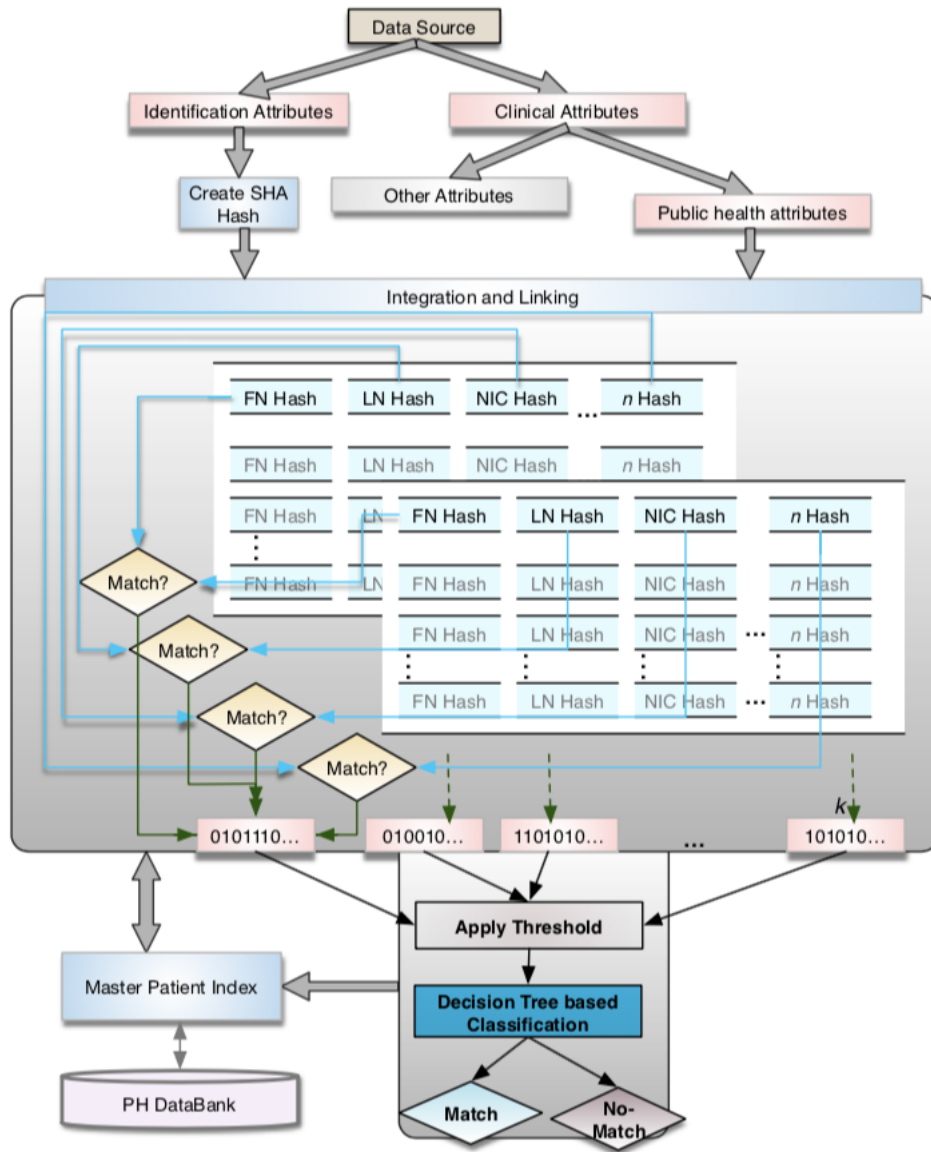 Data Source
Identification Attributes
Clinical Attributes
Create SHA
Hash
Other Attributes
Public health attributes
Integration and Linking
FN Hash LN Hash NIC Hash ... n Hash
FN Hash LN Hash NIC Hash n Hash
FN Hash LN
FN Hash LN Hash NIC Hash n Hash
FN Hash LN
FN Hash LN Hash NIC Hash n Hash
FN Hash LN Hash NIC Hash ... n Hash
FN Hash LN Hash NIC Hash ... n Hash
Match?
Match?
Match?
Match?
k
0101110... 010010... 1101010... ... 101010...
Apply Threshold
Master Patient Index
Decision Tree based
Classification
PH DataBank
Match
No-
Match